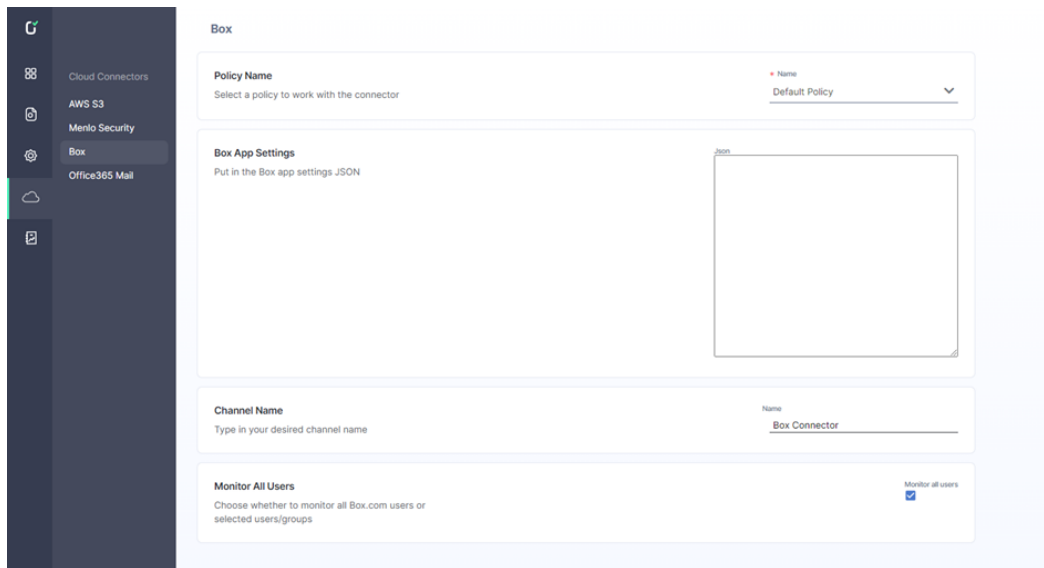 Box
Cloud Connectors
AWS S3
Menlo Security
Box
Office365 Mail
Policy Name
Select a policy to work with the connector
* Name
Default Policy
Box App Settings
Put in the Box app settings JSON
Json
Channel Name
Type in your desired channel name
Name
Box Connector
Monitor All Users
Choose whether to monitor all Box.com users or
selected users/groups
Monitor all users